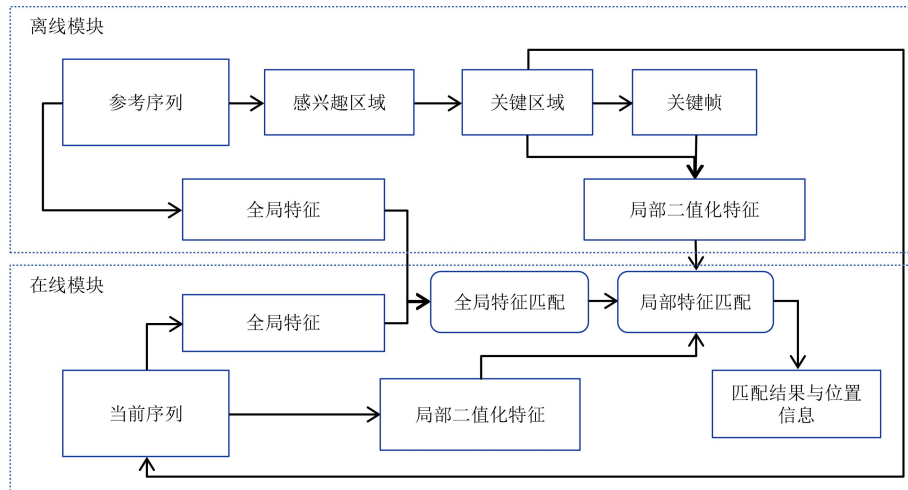 离线模块
参考序列
感兴趣区域
关键区域
关键帧
全局特征
局部二值化特征
在线模块
全局特征匹配
局部特征匹配
全局特征
当前序列
局部二值化特征
匹配结果与位置
信息